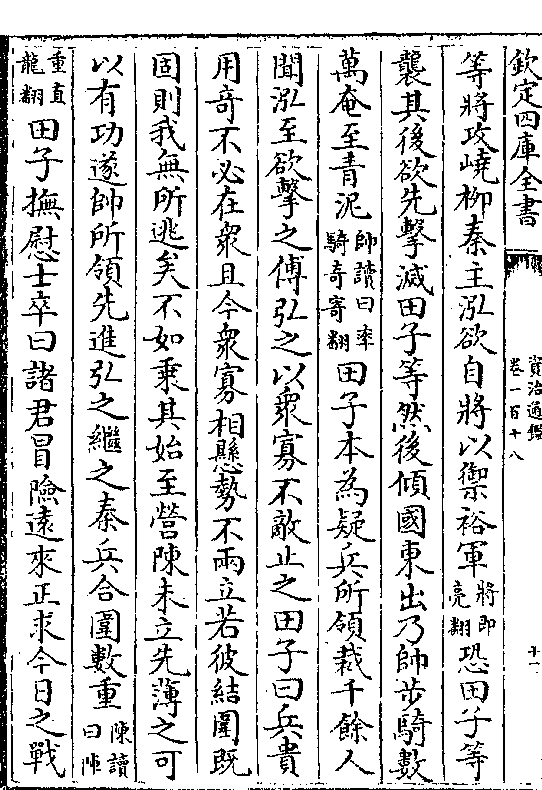 欽定四庫全書
資治通鑑
卷一百十八
十一
等將攻嶢柳秦主泓欲自將以禦裕軍將即亮翻恐田子等
襲其後欲先擊滅田子等然後傾國東出乃帥步騎數
萬奄至青泥帥讀曰率騎奇寄翻田子本為疑兵所領裁千餘人
聞泓至欲擊之傅弘之以衆寡不敵止之田子曰兵貴
用奇不必在衆且今衆寡相懸勢不兩立若彼結圍既
固則我無所逃矣不如乘其始至營陳未立先薄之可
以有功遂帥所領先進弘之繼之秦兵合圍數重陳讀曰陣
重直龍翻田子撫慰士卒曰諸君冒險遠來正求今日之戰